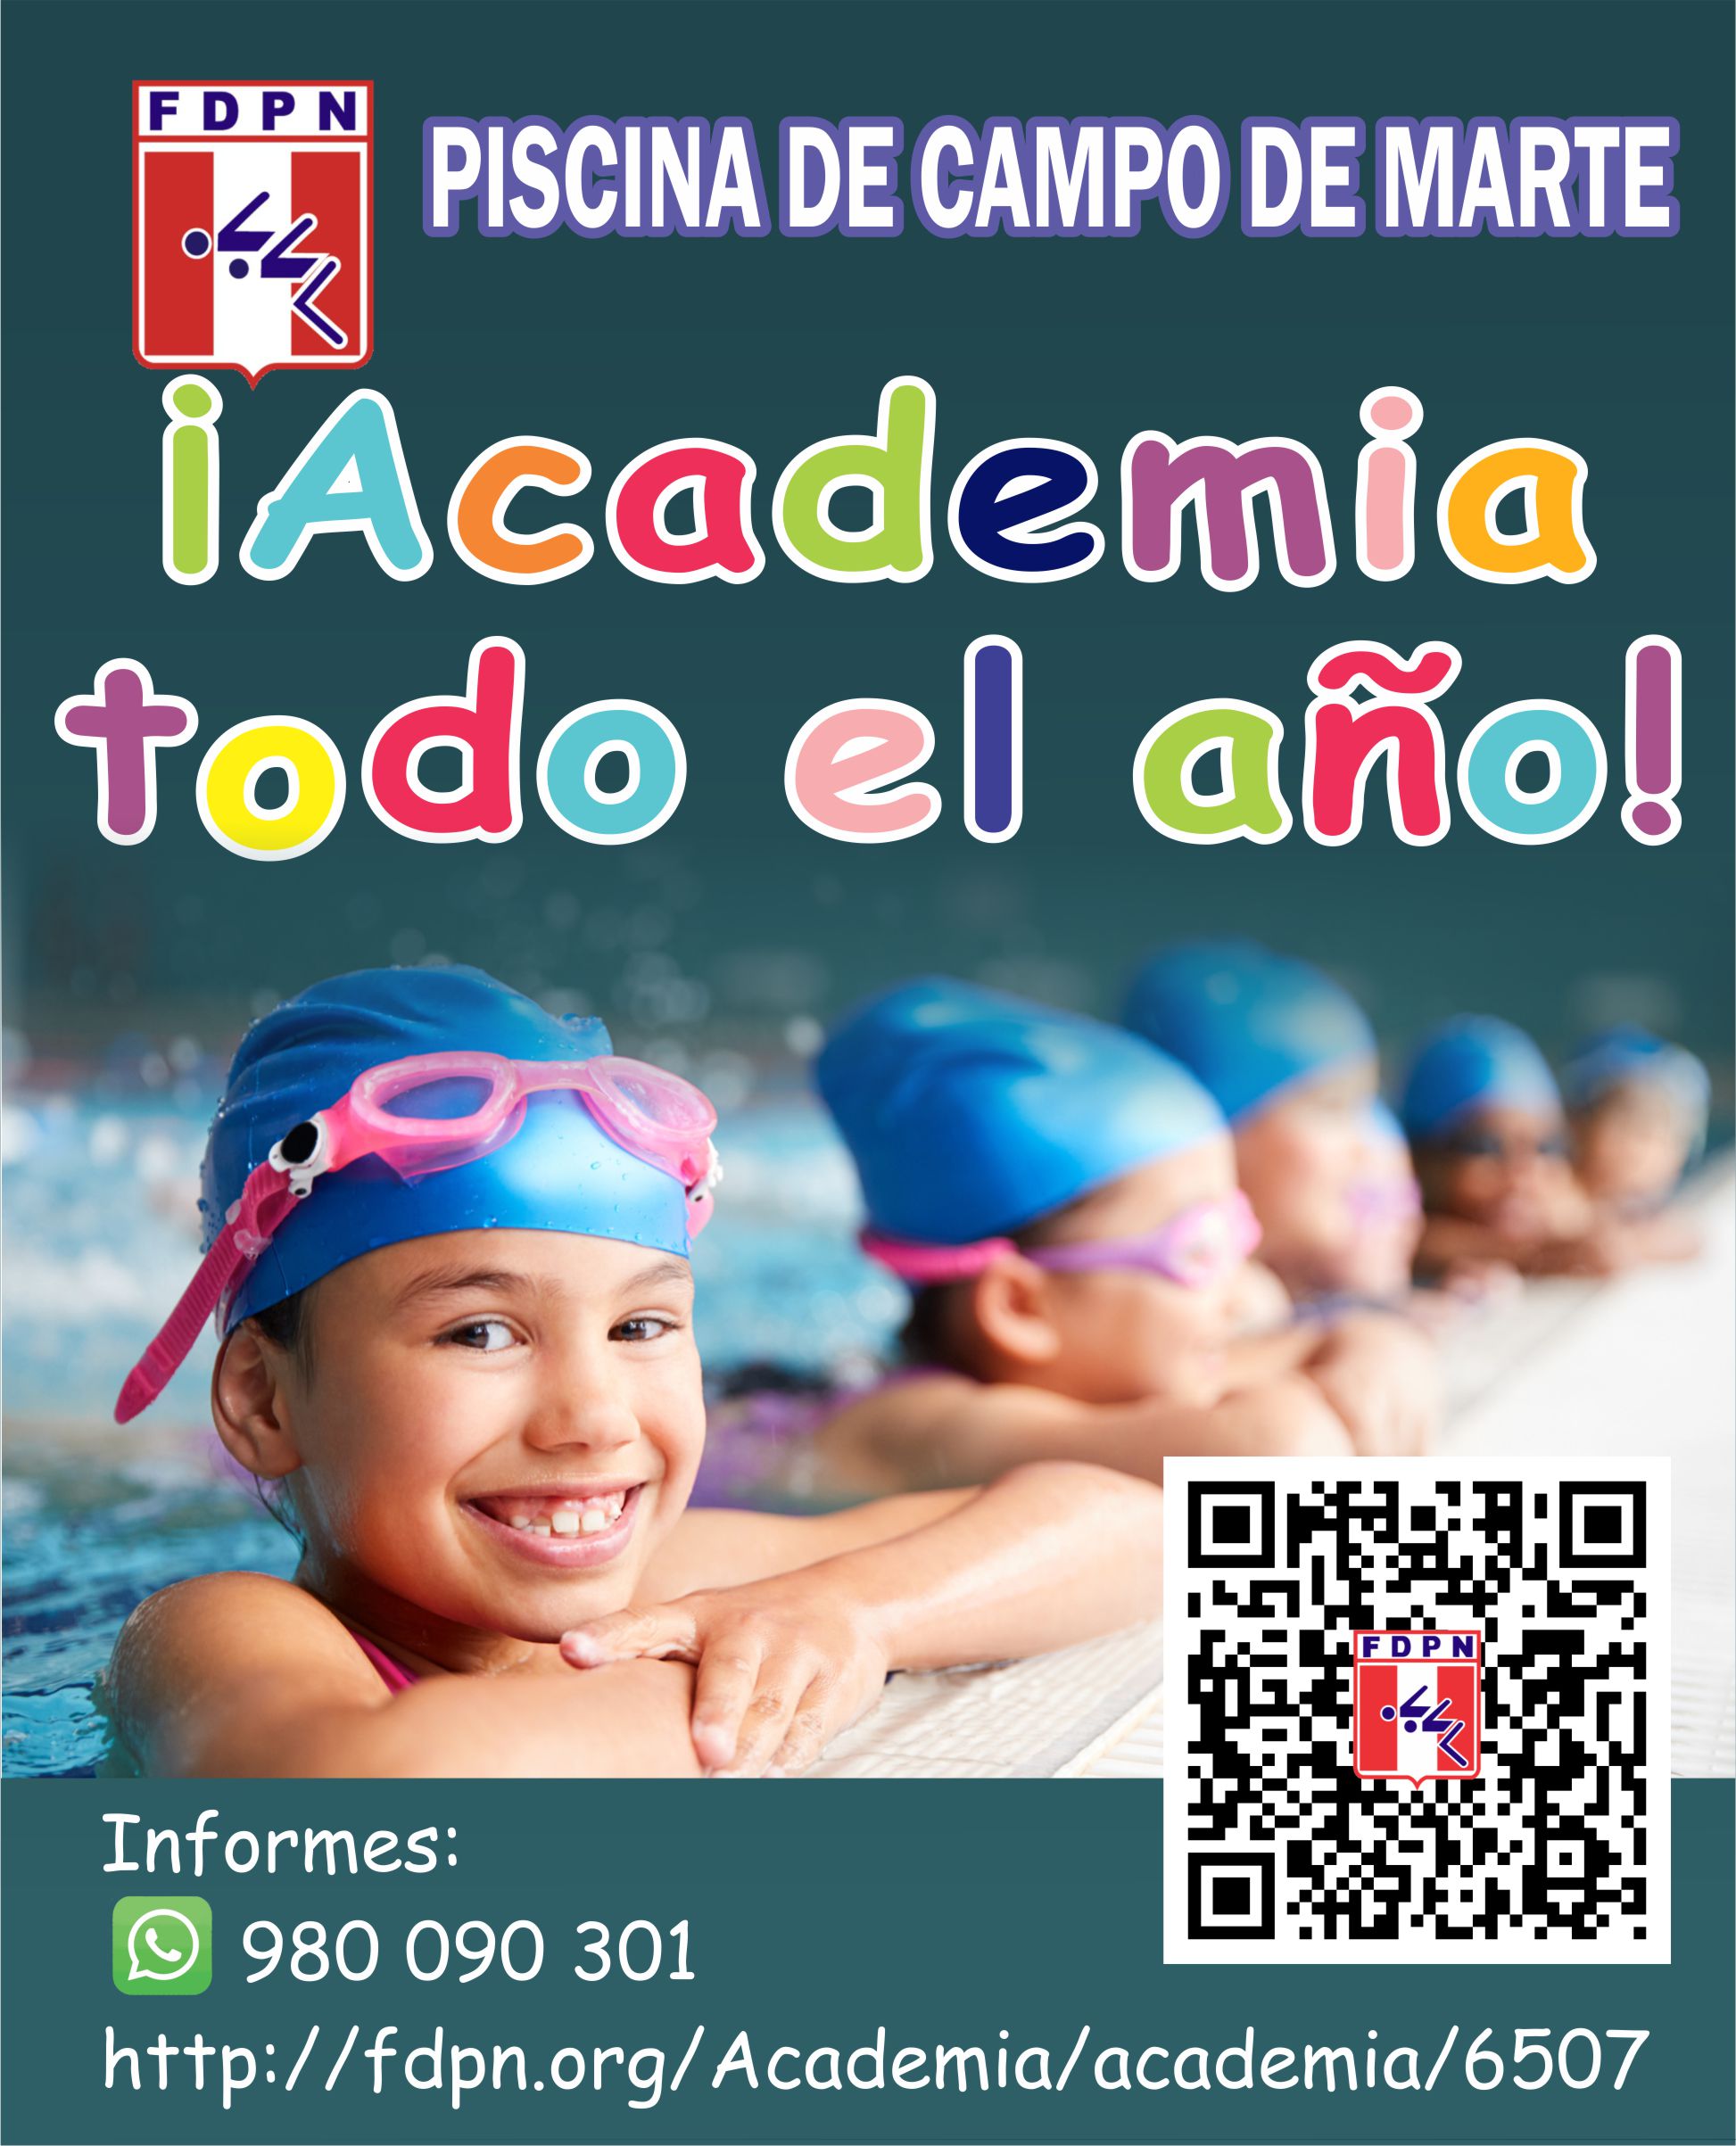 FDPN
PISCINA DE CAMPO DE MARTE
¡Academia
todo el año!
FDPN
Informes:
980 090 301
http://fdpn.org/Academia/academia/6507